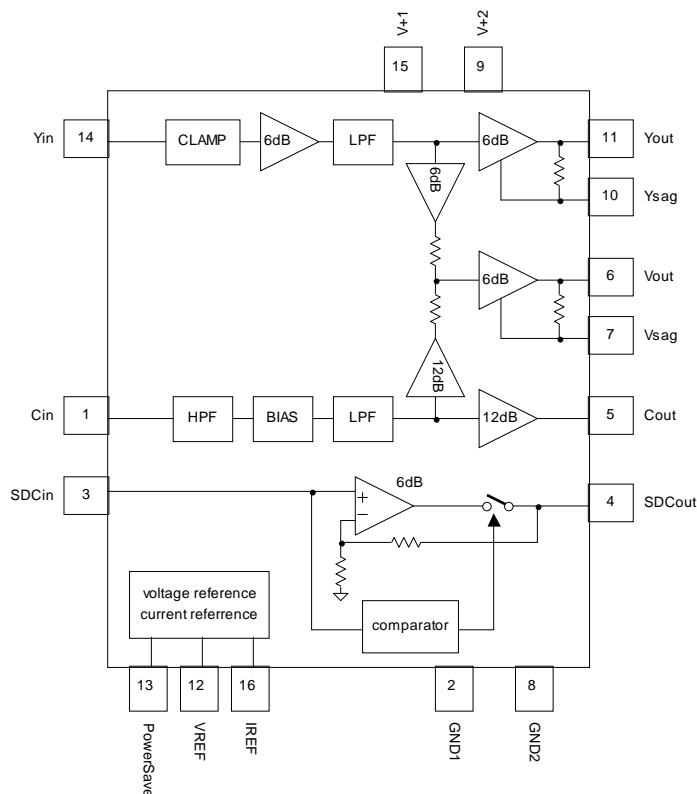 V+1
V+2
15
9
Yin
14
CLAMP
6dB
LPF
6dB
11
Yout
6dB
10
Ysag
6dB
6
Vout
7
Vsag
12dB
Cin
1
HPF
BIAS
LPF
12dB
5
Cout
SDCin
3
6dB
+
−
4
SDCout
voltage reference
current referrence
comparator
13
12
16
2
8
PowerSave
VREF
IREF
GND1
GND2